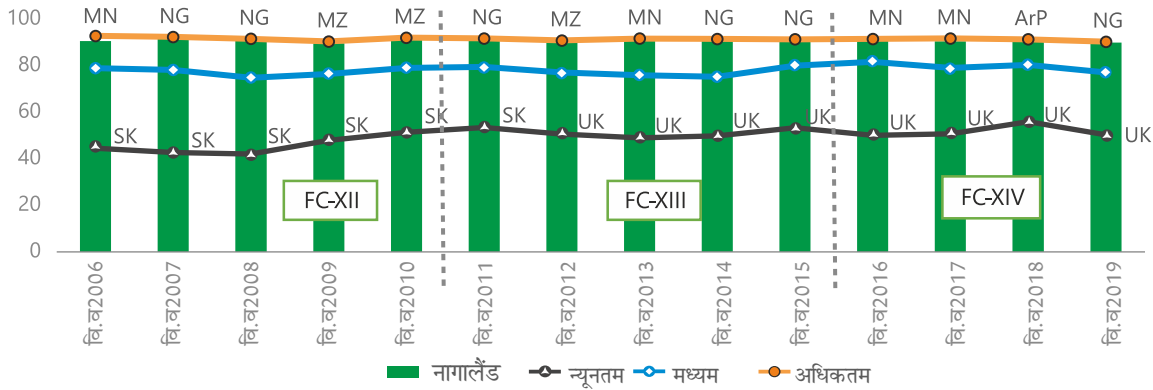 100
80
60
40
20
0
MN NG NG MZ MZ NG MZ MN NG NG MN MN ArP NG
SK SK SK SK SK SK UK UK UK UK UK UK UK UK
FC-XII FC-XIII FC-XIV
वि.व2006 वि.व2007 वि.व2008 वि.व2009 वि.व2010 वि.व2011 वि.व2012 वि.व2013 वि.व2014 वि.व2015 वि.व2016 वि.व2017 वि.व2018 वि.व2019
नागालैंड न्यूनतम मध्यम अधिकतम